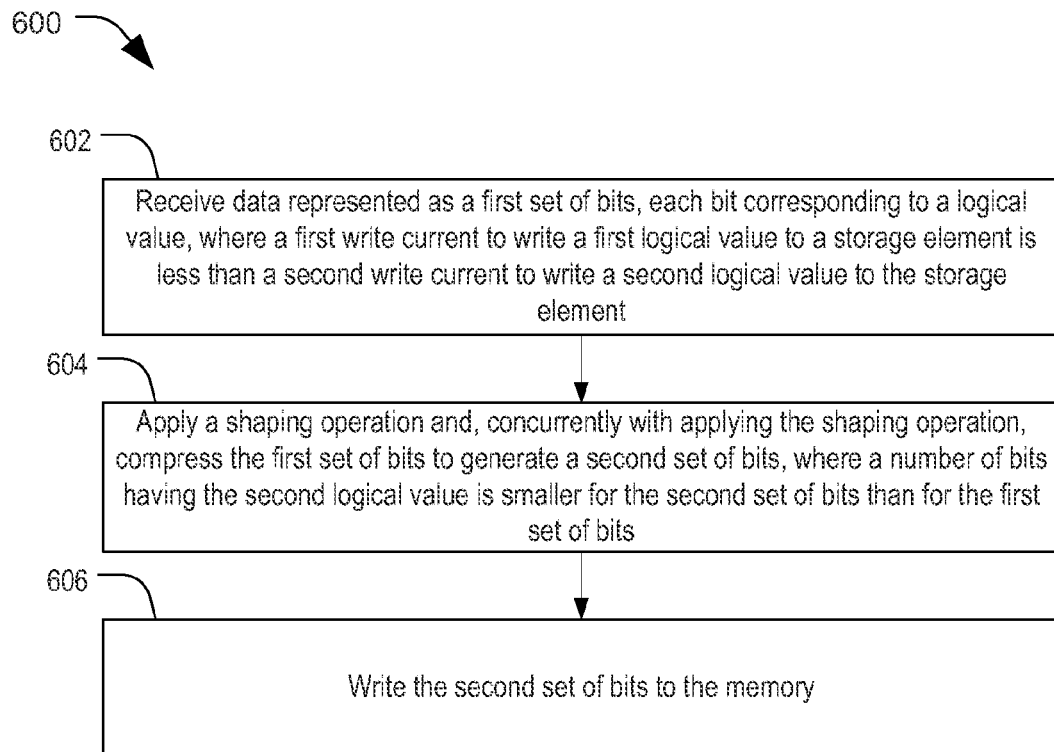 600
602
Receive data represented as a first set of bits, each bit corresponding to a logical
value, where a first write current to write a first logical value to a storage element is
less than a second write current to write a second logical value to the storage
element
604
Apply a shaping operation and, concurrently with applying the shaping operation,
compress the first set of bits to generate a second set of bits, where a number of bits
having the second logical value is smaller for the second set of bits than for the first
set of bits
606
Write the second set of bits to the memory